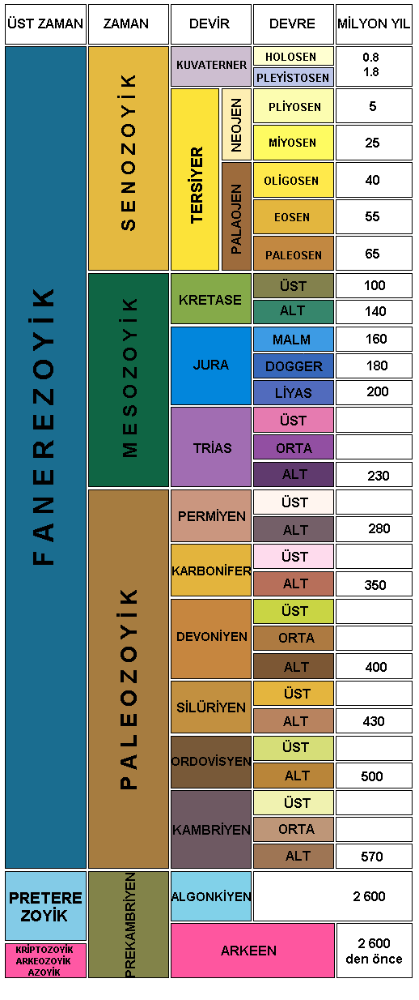 ÜST ZAMAN ZAMAN DEVİR DEVRE MİLYON YIL
FANEREZOYİK
SENOZOYİK
KUVATERNER
HOLOSEN 0.8
PLEYİSTOSEN 1.8
TERSİYER
NEOJEN
PLİYOSEN 5
MİYOSEN 25
PALAOJEN
OLİGOSEN 40
EOSEN 55
PALEOSEN 65
MESOZOYİK
KRETASE
ÜST 100
ALT 140
JURA
MALM 160
DOGGER 180
LİYAS 200
TRİAS
ÜST
ORTA
ALT 230
PALEOZOYİK
PERMİYEN
ÜST
ALT 280
KARBONİFER
ÜST
ALT 350
DEVONİYEN
ÜST
ORTA
ALT 400
SİLÜRİYEN
ÜST
ALT 430
ORDOVİSYEN
ÜST
ALT 500
KAMBRİYEN
ÜST
ORTA
ALT 570
PRETERE
ZOYİK
PREKAMBRİYEN
ALGONKİYEN 2 600
KRİPTOZOYİK
ARKEOZOYİK
AZOYİK
ARKEEN
2 600
den önce